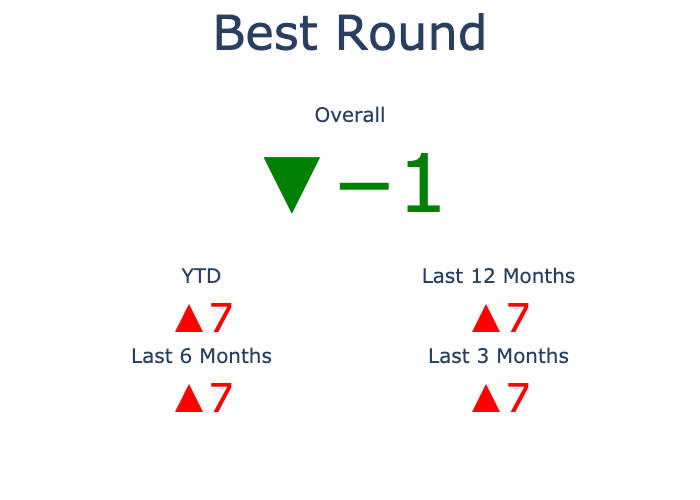 Best Round
Overall
▼−1
YTD Last 12 Months
▲7 ▲7
Last 6 Months Last 3 Months
▲7 ▲7